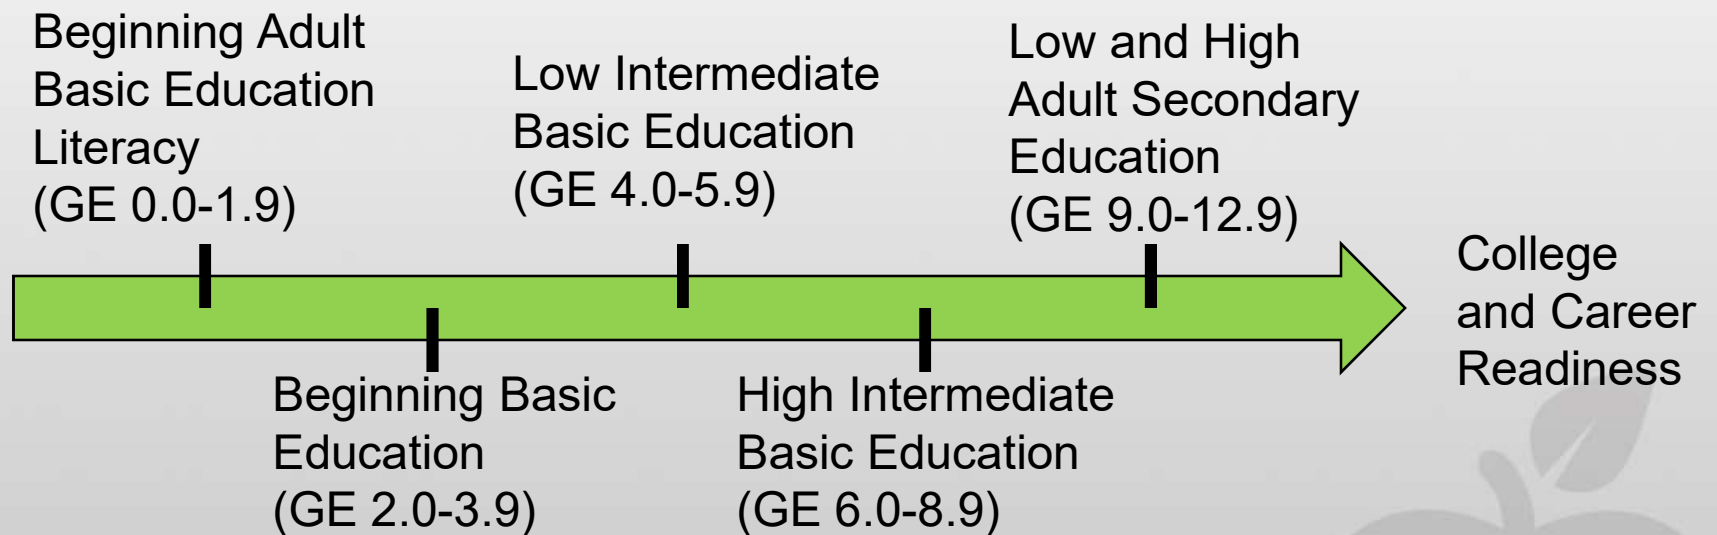 Beginning Adult
Basic Education
Literacy
(GE 0.0-1.9)
Beginning Basic
Education
(GE 2.0-3.9)
Low Intermediate
Basic Education
(GE 4.0-5.9)
High Intermediate
Basic Education
(GE 6.0-8.9)
Low and High
Adult Secondary
Education
(GE 9.0-12.9)
College
and Career
Readiness